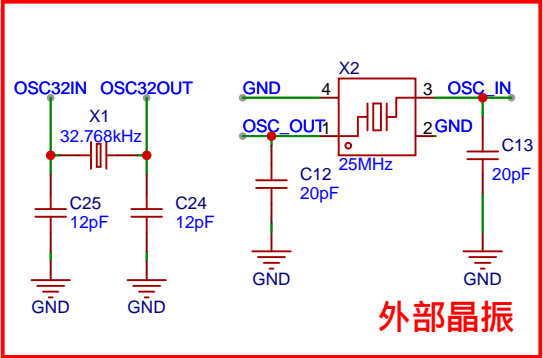 OSC32IN OSC32OUT
X1
32.768kHz
C25
12pF
C24
12pF
GND
GND
X2
GND
4
3
OSC_IN
OSC_OUT
1
2
GND
25MHz
C12
20pF
C13
20pF
GND
GND
外部晶振